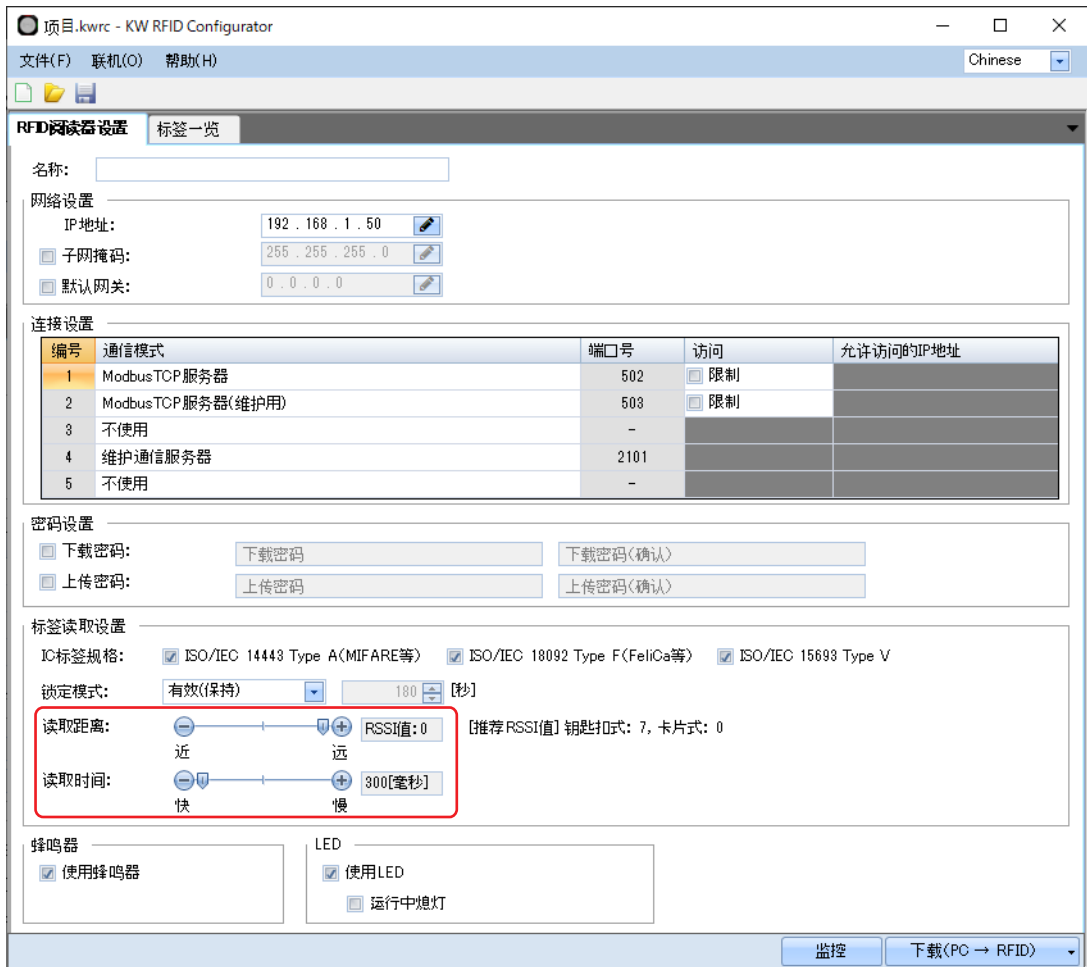 项目.kwrc - KW RFID Configurator
文件(F) 联机(O) 帮助(H) Chinese
RFID阅读器设置 标签一览
名称:
网络设置
IP地址: 192 . 168 . 1 . 50
子网掩码: 255 . 255 . 255 . 0
默认网关: 0 . 0 . 0 . 0
连接设置
编号 通信模式 端口号 访问 允许访问的IP地址
1 ModbusTCP服务器 502 限制
2 ModbusTCP服务器(维护用) 503 限制
3 不使用 -
4 维护通信服务器 2101
5 不使用 -
密码设置
下载密码: 下载密码 下载密码(确认)
上传密码: 上传密码 上传密码(确认)
标签读取设置
IC标签规格: ISO/IEC 14443 Type A(MIFARE等) ISO/IEC 18092 Type F(FeliCa等) ISO/IEC 15693 Type V
锁定模式: 有效(保持) 180 [秒]
读取距离: RSSI值:0 [推荐RSSI值] 钥匙扣式: 7, 卡片式: 0
近 远
读取时间: 300[毫秒]
快 慢
蜂鸣器 LED
使用蜂鸣器 使用LED
运行中熄灯
监控 下载(PC → RFID)